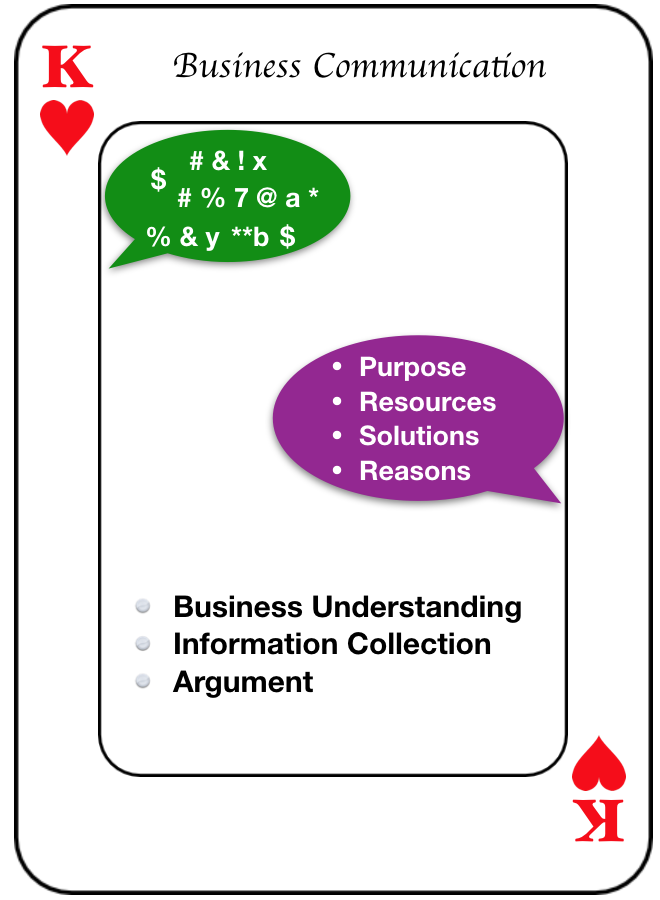 K
Business Communication
# & ! x
$
# % 7 @ a *
% & y **b $
• Purpose
• Resources
• Solutions
• Reasons
Business Understanding
Information Collection
Argument
K